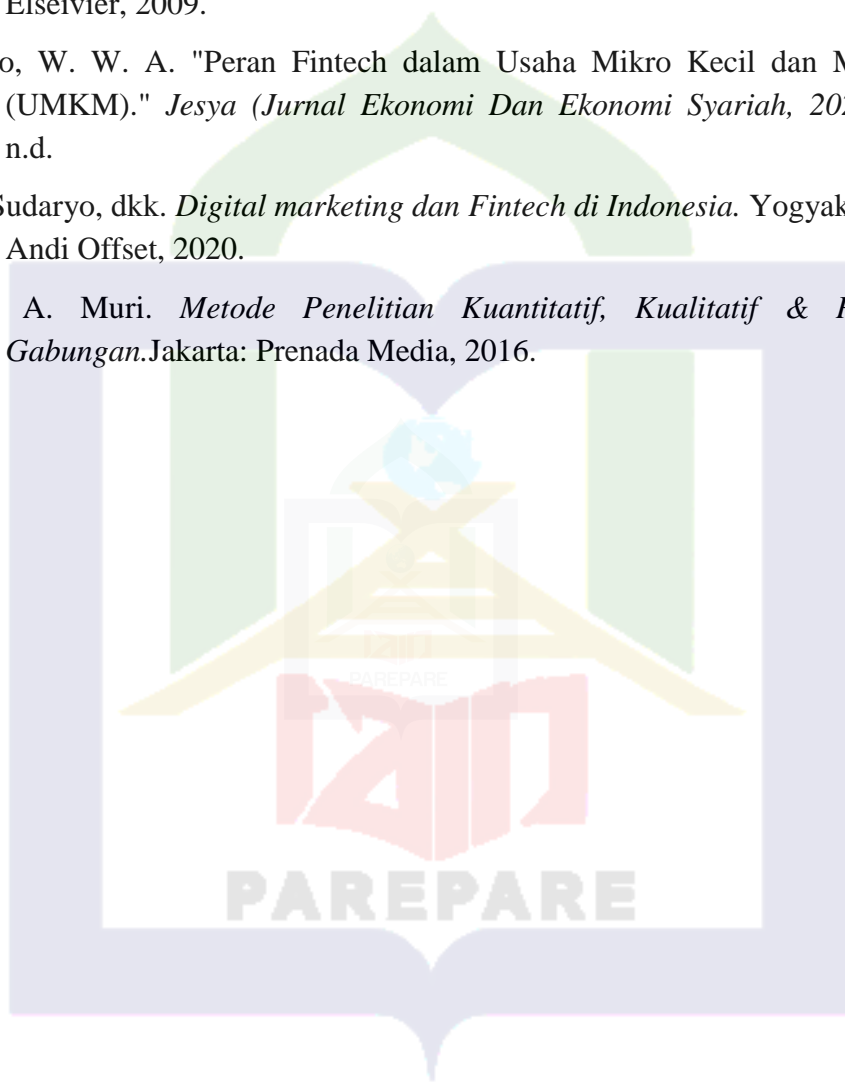 Elseivier, 2009.
o, W. W. A. "Peran Fintech dalam Usaha Mikro Kecil dan M
(UMKM)." Jesya (Jurnal Ekonomi Dan Ekonomi Syariah, 202
n.d.
Sudaryo, dkk. Digital marketing dan Fintech di Indonesia. Yogyak
Andi Offset, 2020.
A. Muri. Metode Penelitian Kuantitatif, Kualitatif &
Gabungan.Jakarta: Prenada Media, 2016.
PAREPARE
PAREPARE